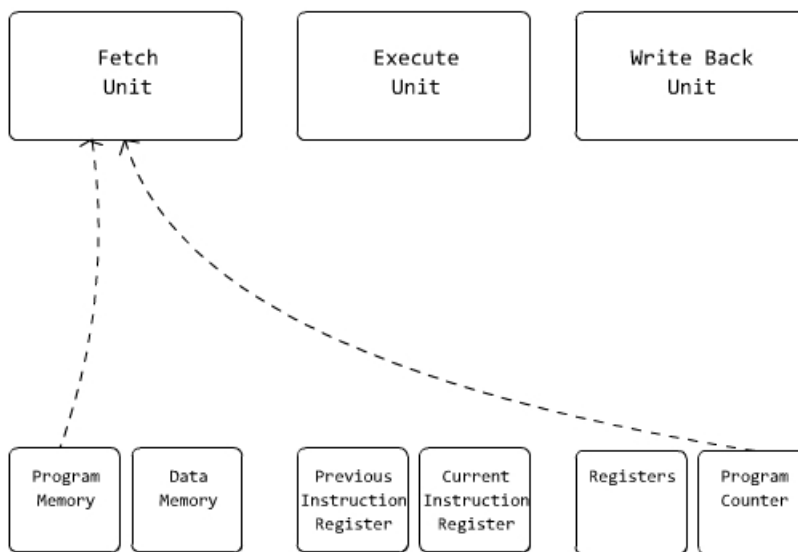 Fetch
Unit
Execute
Unit
Write Back
Unit
Program
Memory
Data
Memory
Previous
Instruction
Register
Current
Instruction
Register
Registers
Program
Counter